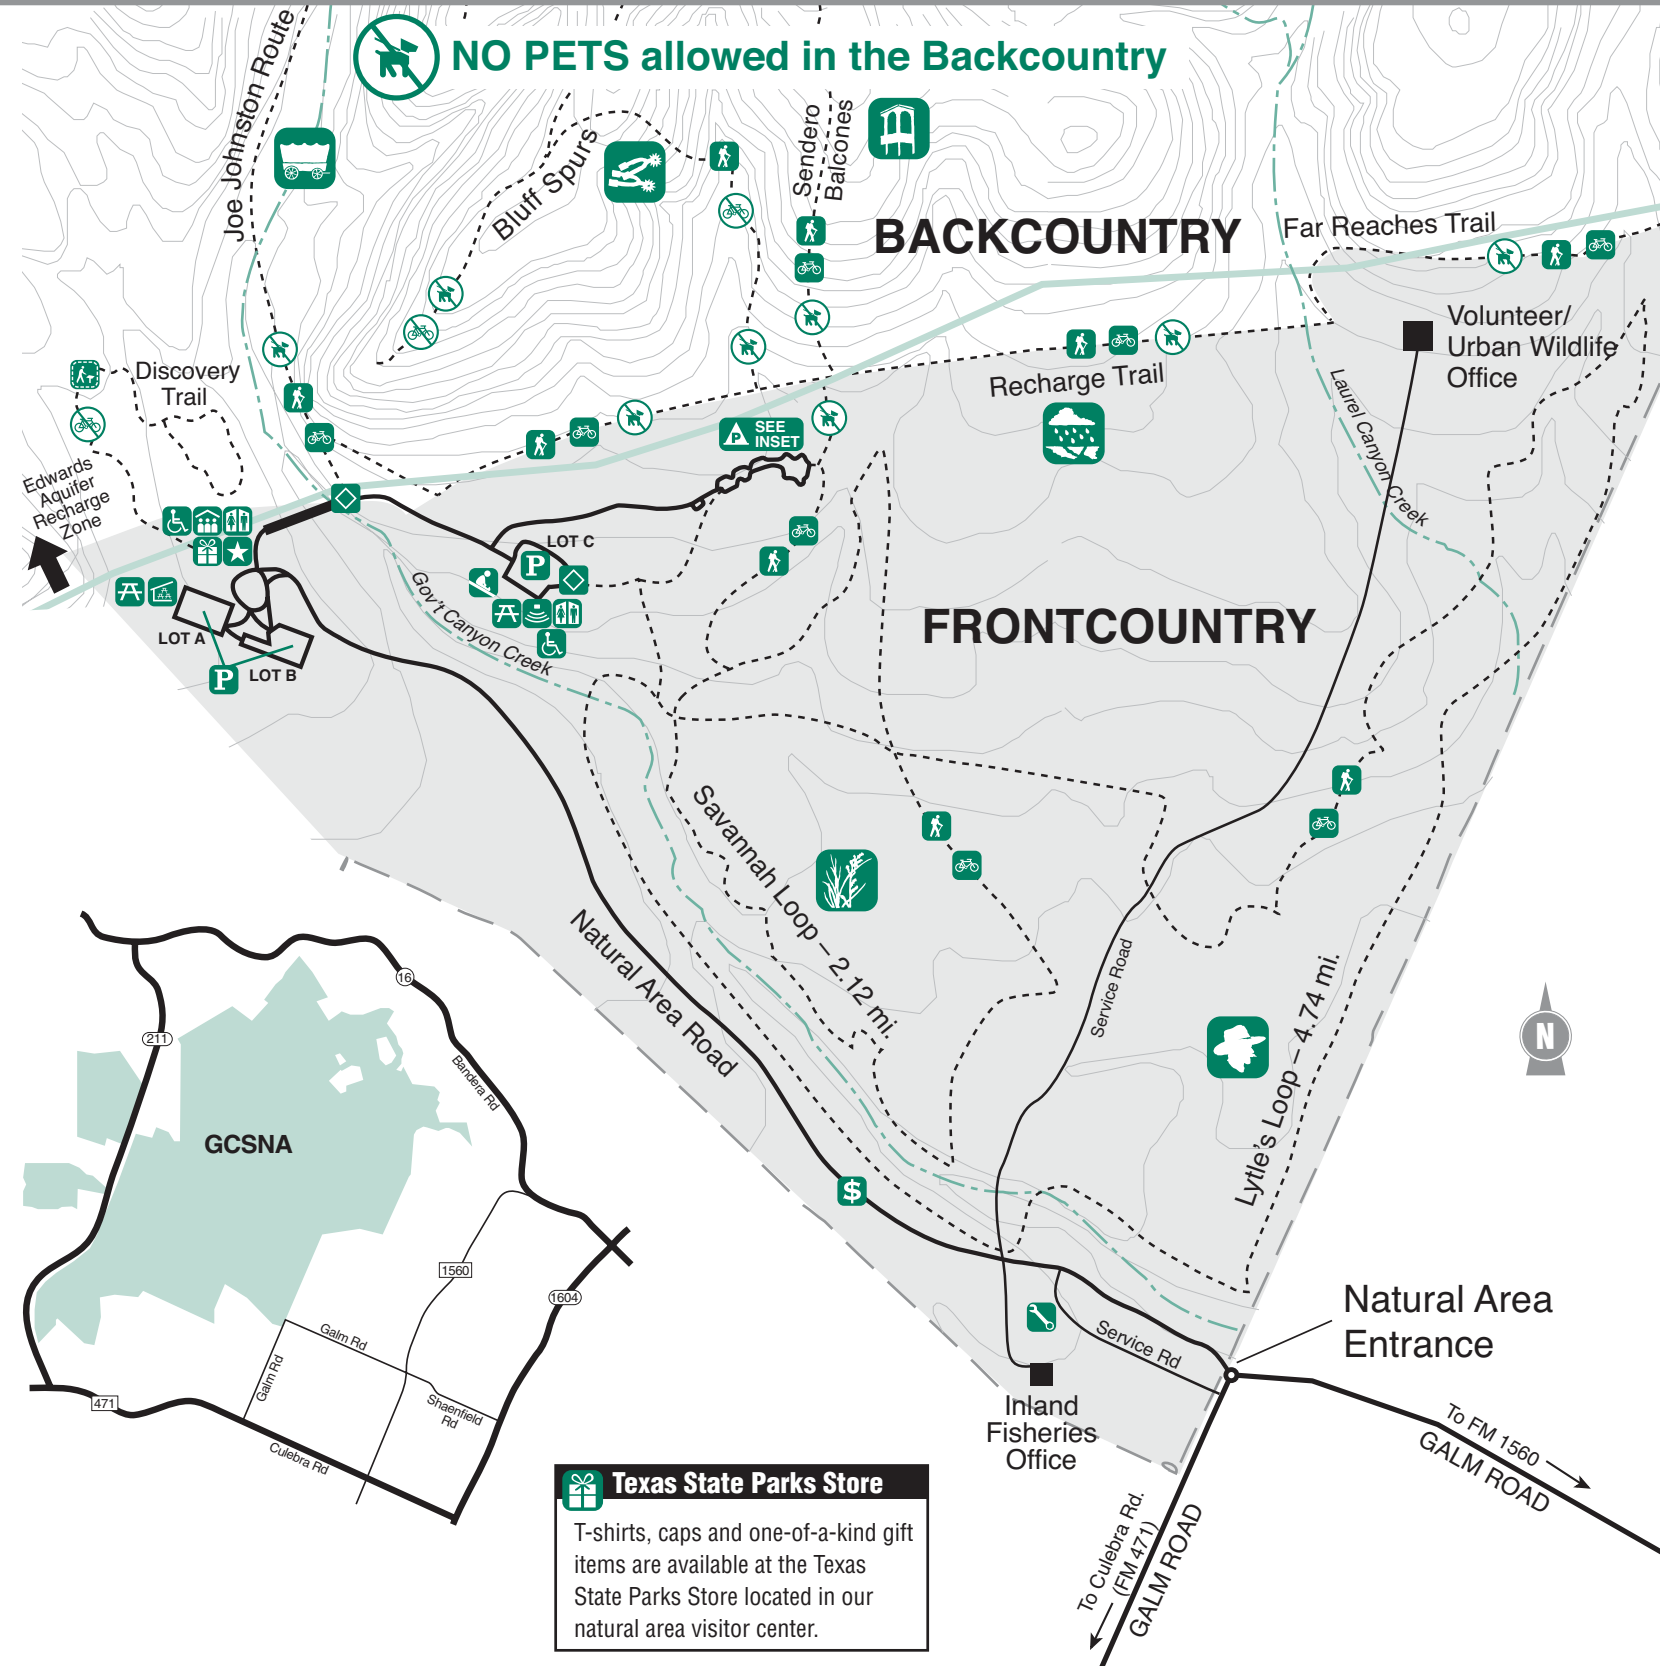 NO PETS allowed in the Backcountry
Joe Johnston Route
Bluff Spurs
Sendero
Balcones
BACKCOUNTRY
Far Reaches Trail
Volunteer/
Urban Wildlife
Office
Discovery
Trail
Recharge Trail
Laurel Canyon Creek
P
SEE
INSET
Edwards
Aquifer
Recharge
Zone
LOT C
P
Gov't Canyon Creek
FRONTCOUNTRY
LOT A
LOT B
P
Savannah Loop – 2.12 mi.
Natural Area Road
Service Road
Lytle's Loop – 4.74 mi.
N
16
211
Bandera Rd
GCSNA
$
1560
1604
Galm Rd
Galm Rd
Shaenfield
Rd
471
Culebra Rd
Service Rd
Natural Area
Entrance
Inland
Fisheries
Office
To FM 1560
GALM ROAD
To Culebra Rd.
(FM 471)
GALM ROAD
Texas State Parks Store
T-shirts, caps and one-of-a-kind gift
items are available at the Texas
State Parks Store located in our
natural area visitor center.